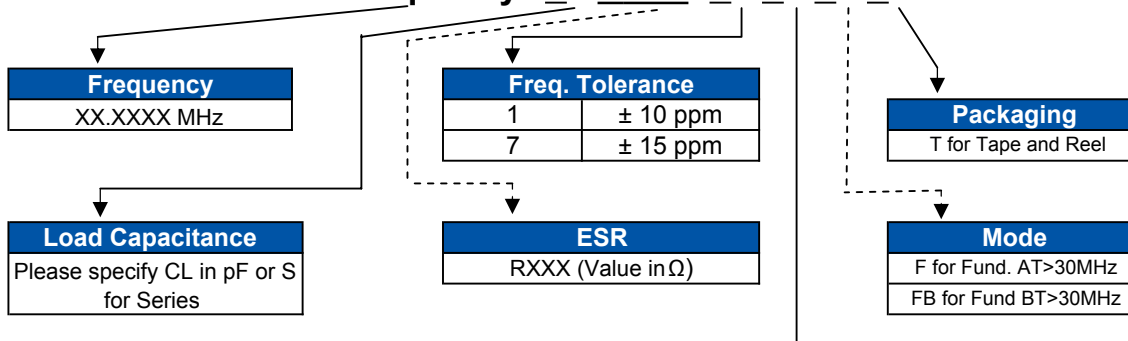 Frequency
XX.XXXX MHz
Freq. Tolerance
1 ± 10 ppm
7 ± 15 ppm
Packaging
T for Tape and Reel
Load Capacitance
Please specify CL in pF or S
for Series
ESR
RXXX (Value in Ω)
Mode
F for Fund. AT>30MHz
FB for Fund BT>30MHz